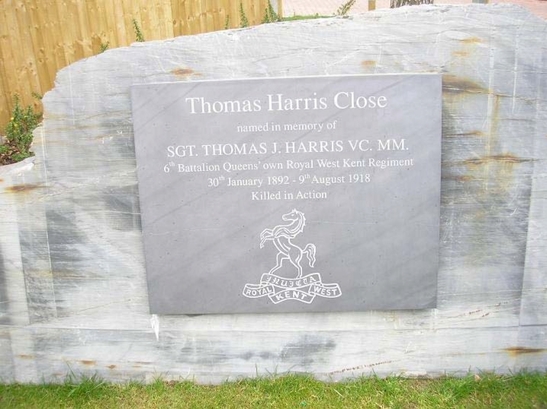 Thomas Harris Close
named in memory of
SGT. THOMAS J. HARRIS VC. MM.
6th Battalion Queens' own Royal West Kent Regiment
30th January 1892 - 9th August 1918
Killed in Action
INVICTA
ROYAL KENT WEST